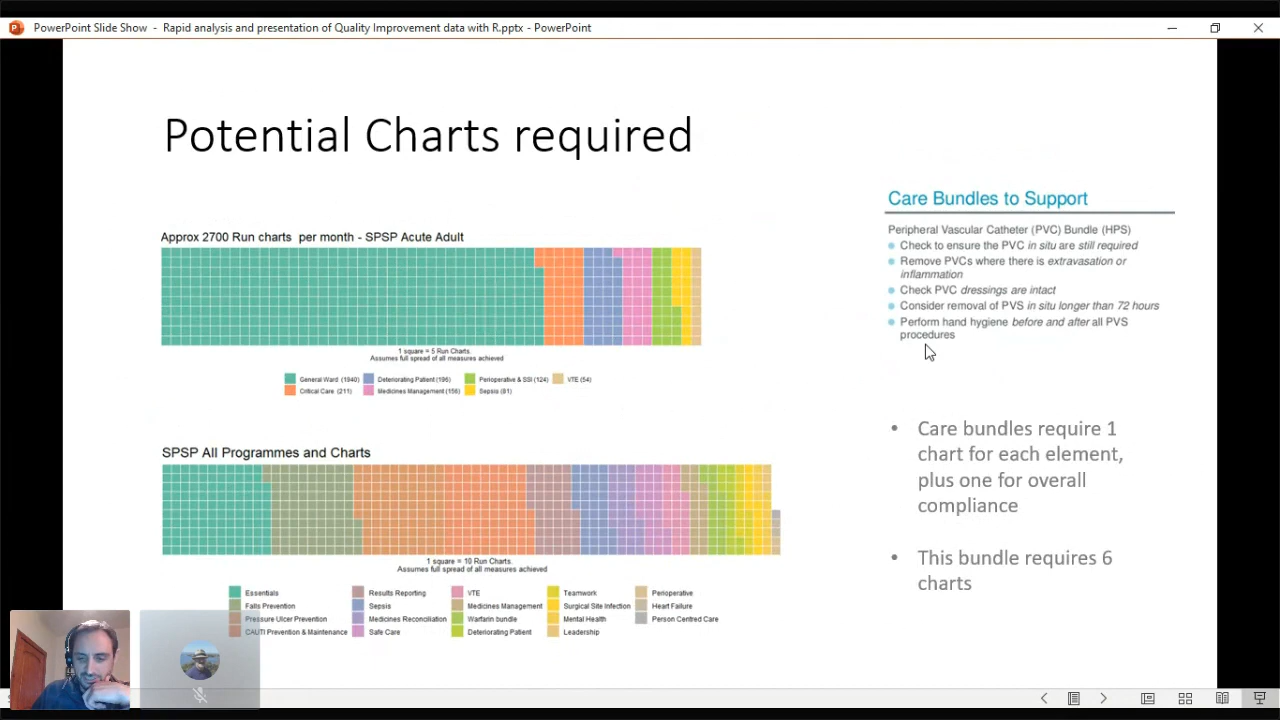 PowerPoint Slide Show - Rapid analysis and presentation of Quality Improvement data with R.pptx - PowerPoint
Potential Charts required
Approx 2700 Run charts per month - SPSP Acute Adult
1 square = 5 Run Charts.
Assumes full spread of all measures achieved
General Ward (1940) Deteriorating Patient (196) Perioperative & SSI (124) VTE (54)
Critical Care (211) Medicines Management (156) Sepsis (81)
SPSP All Programmes and Charts
1 square = 10 Run Charts.
Assumes full spread of all measures achieved
Essentials Results Reporting VTE Teamwork Perioperative
Falls Prevention Sepsis Medicines Management Surgical Site Infection Heart Failure
Pressure Ulcer Prevention Medicines Reconciliation Warfarin bundle Mental Health Person Centred Care
CAUTI Prevention & Maintenance Safe Care Deteriorating Patient Leadership
Care Bundles to Support
Peripheral Vascular Catheter (PVC) Bundle (HPS)
Check to ensure the PVC in situ are still required
Remove PVCs where there is extravasation or
inflammation
Check PVC dressings are intact
Consider removal of PVS in situ longer than 72 hours
Perform hand hygiene before and after all PVS
procedures
• Care bundles require 1
chart for each element,
plus one for overall
compliance
• This bundle requires 6
charts